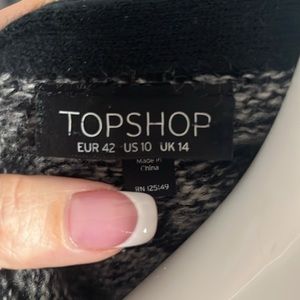 TOPSHOP
EUR 42 US 10 UK 14
Made in
China
RN 125149